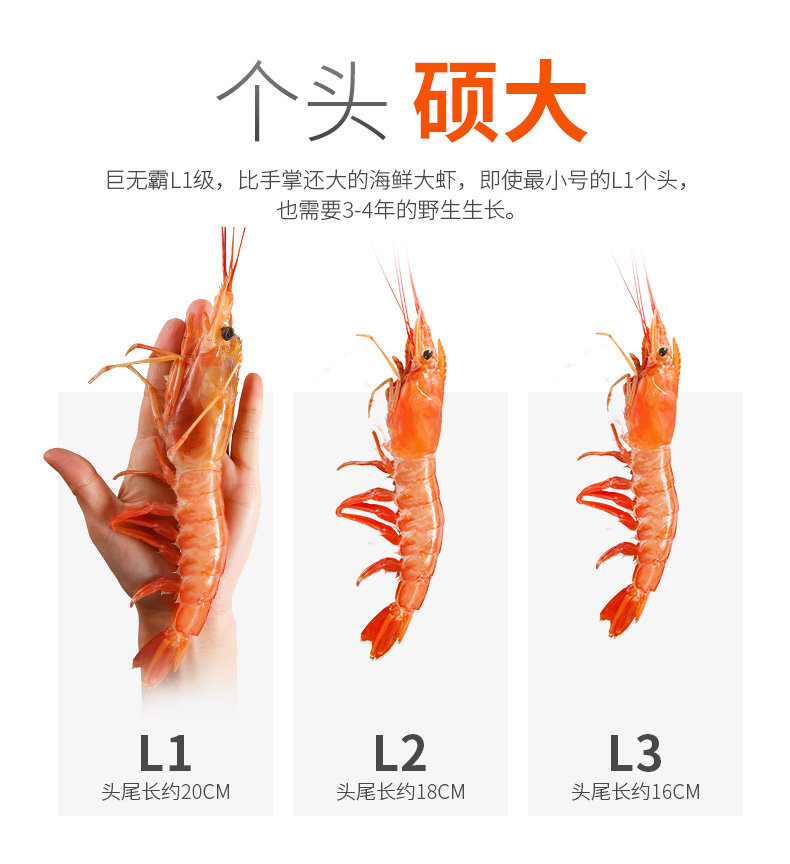 个头 硕大
巨无霸L1级，比手掌还大的海鲜大虾，即使最小号的L1个头，
也需要3-4年的野生生长。
L1
头尾长约20CM
L2
头尾长约18CM
L3
头尾长约16CM